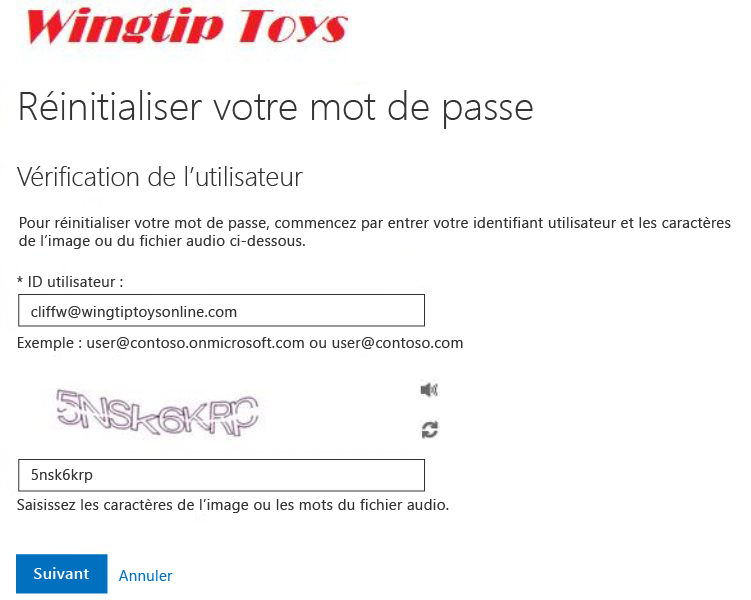 Wingtip Toys
Réinitialiser votre mot de passe
Vérification de l’utilisateur
Pour réinitialiser votre mot de passe, commencez par entrer votre identifiant utilisateur et les caractères
de l’image ou du fichier audio ci-dessous.
* ID utilisateur :
cliffw@wingtiptoysonline.com
Exemple : user@contoso.onmicrosoft.com ou user@contoso.com
5NSk6KRP
5nsk6krp
Saisissez les caractères de l’image ou les mots du fichier audio.
Suivant Annuler